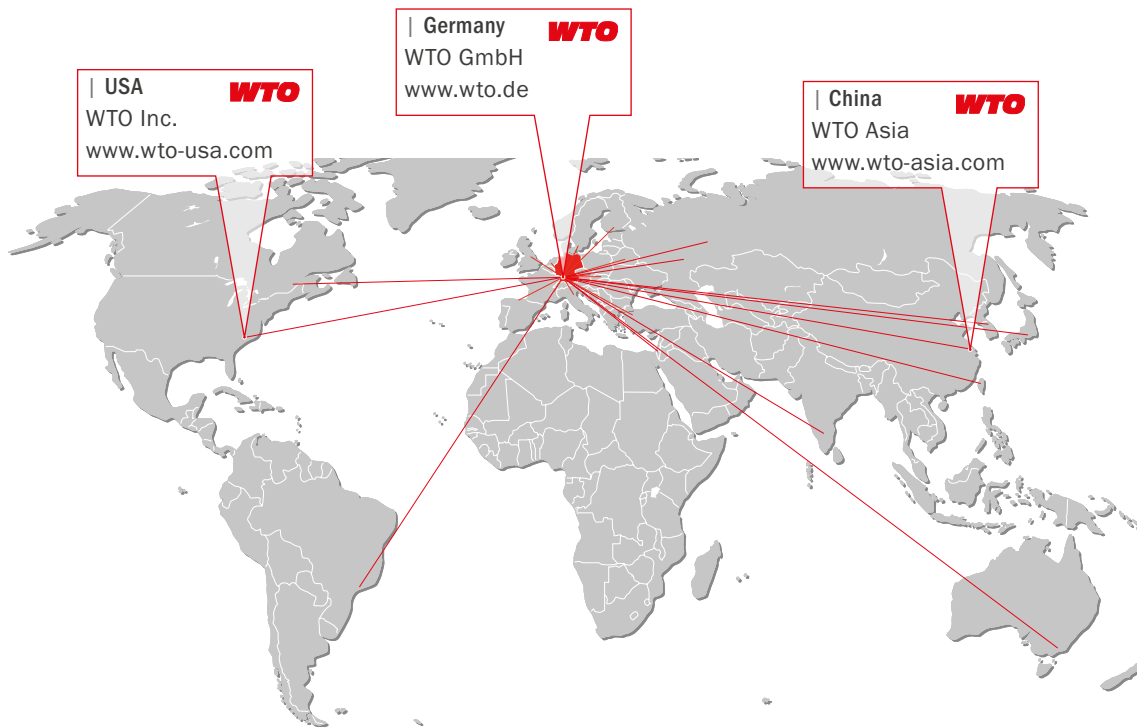 | USA WTO
WTO Inc.
www.wto-usa.com
| Germany WTO
WTO GmbH
www.wto.de
| China WTO
WTO Asia
www.wto-asia.com